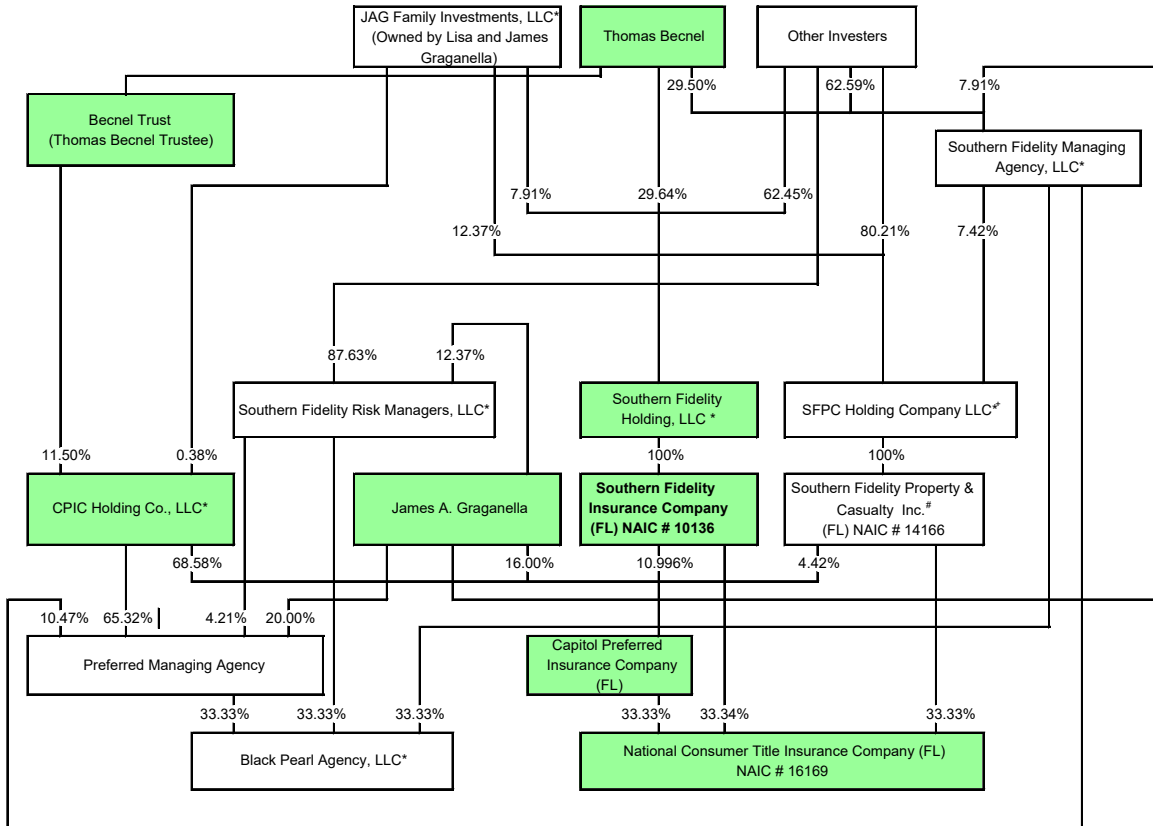 JAG Family Investments, LLC*
(Owned by Lisa and James
Graganella)
Thomas Becnel
Other Investers
29.50%
62.59%
7.91%
Becnel Trust
(Thomas Becnel Trustee)
Southern Fidelity Managing
Agency, LLC*
7.91%
29.64%
62.45%
12.37%
80.21%
7.42%
87.63%
12.37%
Southern Fidelity Risk Managers, LLC*
Southern Fidelity
Holding, LLC *
SFPC Holding Company LLC*+
11.50%
0.38%
100%
100%
CPIC Holding Co., LLC*
James A. Graganella
Southern Fidelity
Insurance Company
(FL) NAIC # 10136
Southern Fidelity Property &
Casualty Inc.#
(FL) NAIC # 14166
68.58%
16.00%
10.996%
4.42%
10.47%
65.32%
4.21%
20.00%
Preferred Managing Agency
Capitol Preferred
Insurance Company
(FL)
33.33%
33.33%
33.33%
33.33%
33.34%
33.33%
Black Pearl Agency, LLC*
National Consumer Title Insurance Company (FL)
NAIC # 16169